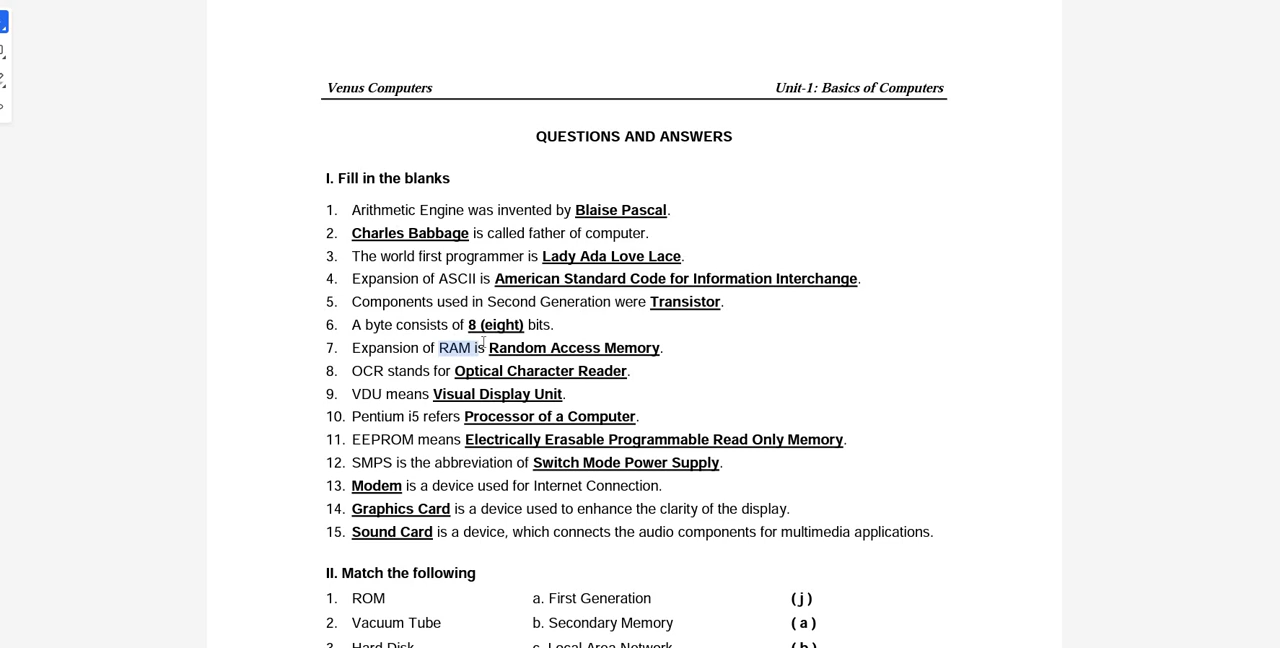 Venus Computers Unit-1: Basics of Computers
QUESTIONS AND ANSWERS
I. Fill in the blanks
1. Arithmetic Engine was invented by Blaise Pascal.
2. Charles Babbage is called father of computer.
3. The world first programmer is Lady Ada Love Lace.
4. Expansion of ASCII is American Standard Code for Information Interchange.
5. Components used in Second Generation were Transistor.
6. A byte consists of 8 (eight) bits.
7. Expansion of RAM is Random Access Memory.
8. OCR stands for Optical Character Reader.
9. VDU means Visual Display Unit.
10. Pentium i5 refers Processor of a Computer.
11. EEPROM means Electrically Erasable Programmable Read Only Memory.
12. SMPS is the abbreviation of Switch Mode Power Supply.
13. Modem is a device used for Internet Connection.
14. Graphics Card is a device used to enhance the clarity of the display.
15. Sound Card is a device, which connects the audio components for multimedia applications.
II. Match the following
1. ROM a. First Generation ( j )
2. Vacuum Tube b. Secondary Memory ( a )
3. Hard Disk c. Local Area Network ( b )